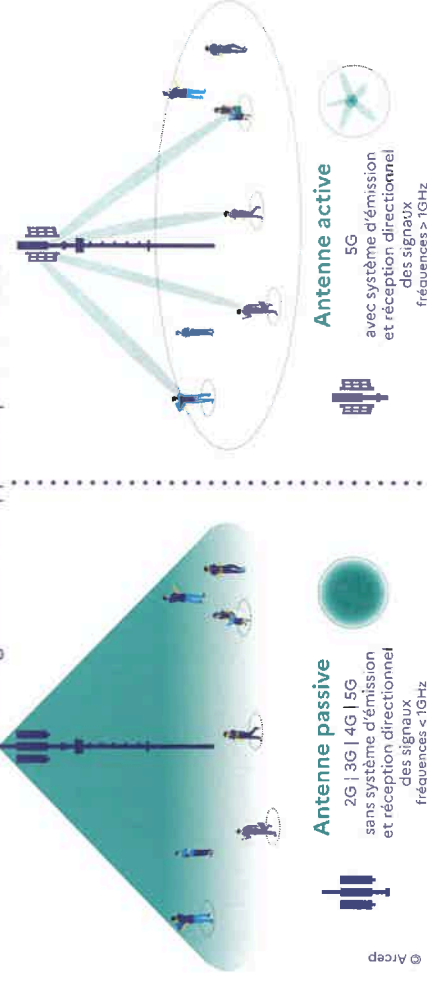 Antenne passive
2G | 3G | 4G | 5G
sans système d'émission
et réception directionnel
des signaux
fréquences < 1GHz
Antenne active
5G
avec système d'émission
et réception directionnel
des signaux
fréquences > 1GHz
© Arcep